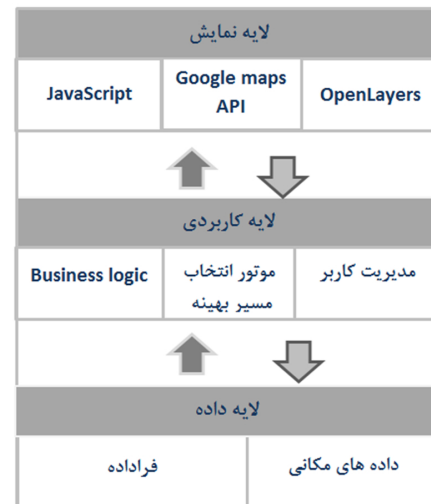 لایه نمایش
OpenLayers
Google maps
API
JavaScript
لایه کاربردی
مدیریت کاربر
موتور انتخاب
مسیر بهینه
Business logic
لایه داده
داده های مکانی
فراداده